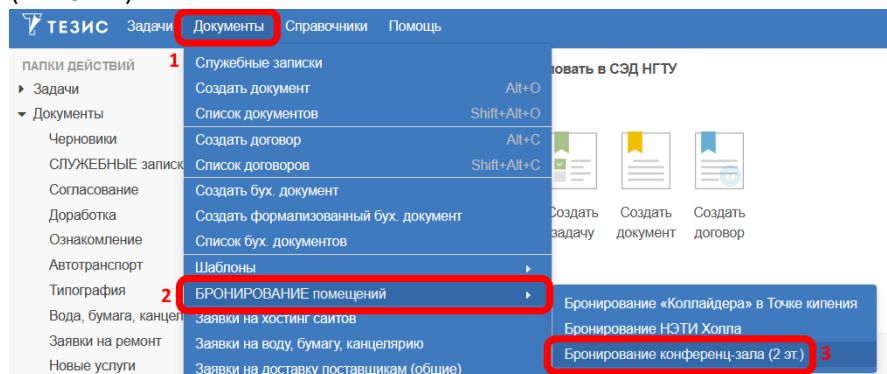 ТЕЗИС Задачи Документы Справочники Помощь
1
ПАПКИ ДЕЙСТВИЙ
Задачи
Документы
Черновики
СЛУЖЕБНЫЕ записк
Согласование
Доработка
Ознакомление
Автотранспорт
Типография
Вода, бумага, канцел
Заявки на ремонт
Новые услуги
Служебные записки
Создать документ Alt+O
Список документов Shift+Alt+O
Создать договор Alt+C
Список договоров Shift+Alt+C
Создать бух. документ
Создать формализованный бух. документ
Список бух. документов
Шаблоны
2 БРОНИРОВАНИЕ помещений
Заявки на хостинг сайтов
Заявки на воду, бумагу, канцелярию
Заявки на доставку поставщикам (общие)
в СЭД НГТУ
Создать задачу
Создать документ
Создать договор
Бронирование «Коллайдера» в Точке кипения
Бронирование НЭТИ Холла
Бронирование конференц-зала (2 эт.) 3